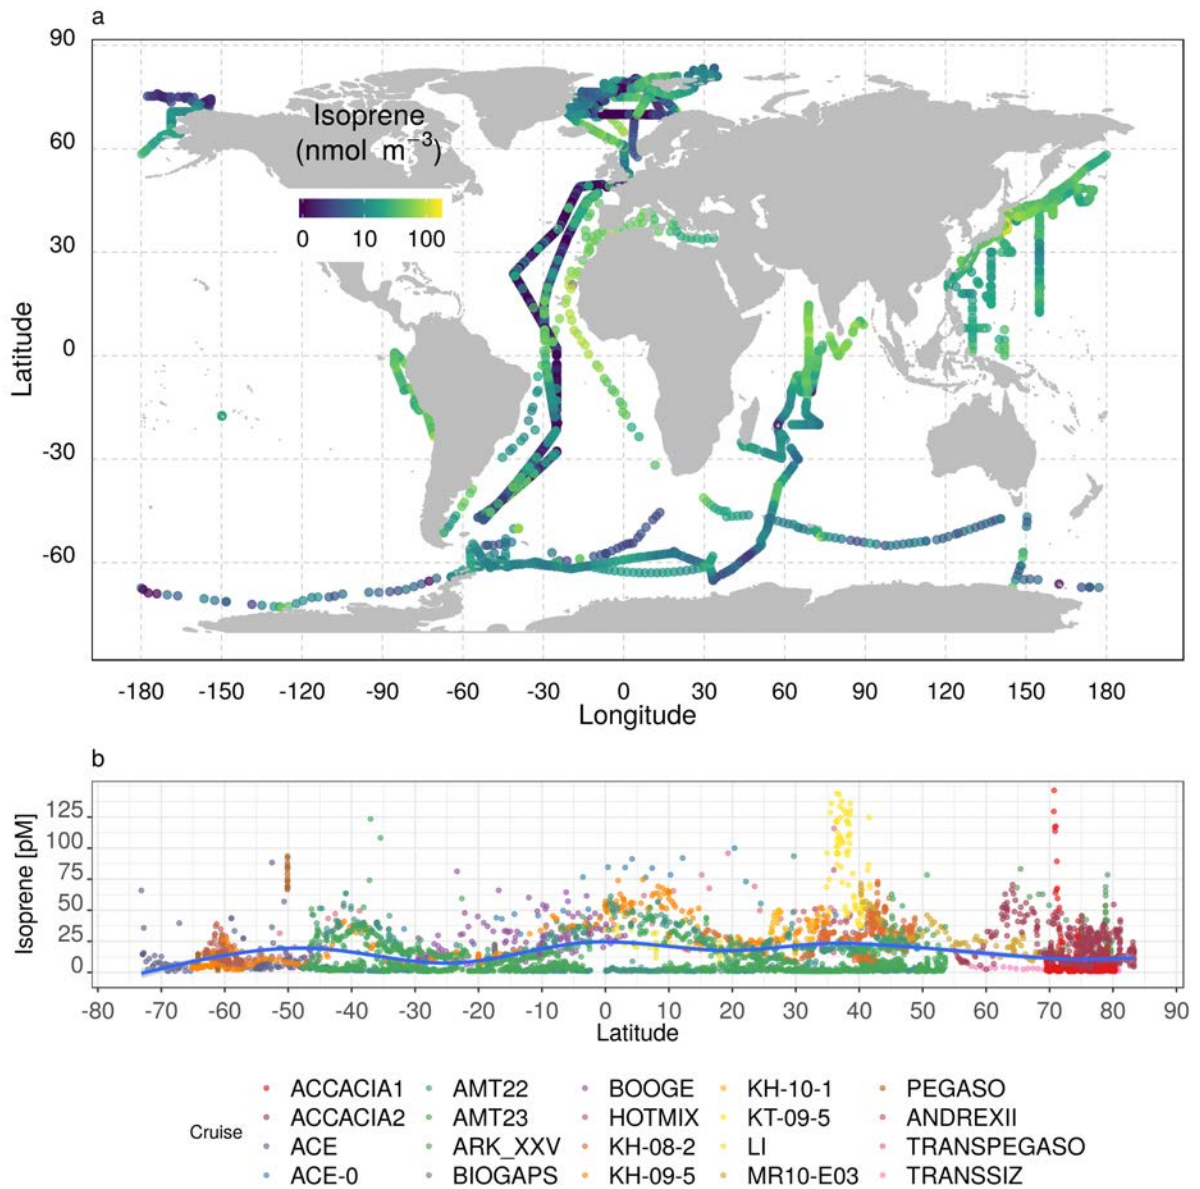 a
90
60
30
0
-30
-60
Latitude
Isoprene
(nmol m⁻³)
0 10 100
-180 -150 -120 -90 -60 -30 0 30 60 90 120 150 180
Longitude
b
125
100
75
50
25
0
Isoprene [pM]
-80 -70 -60 -50 -40 -30 -20 -10 0 10 20 30 40 50 60 70 80 90
Latitude
Cruise
ACCACIA1 AMT22 BOOGE KH-10-1 PEGASO
ACCACIA2 AMT23 HOTMIX KT-09-5 ANDREXII
ACE ARK_XXV KH-08-2 LI TRANSPEGASO
ACE-0 BIOGAPS KH-09-5 MR10-E03 TRANSSIZ